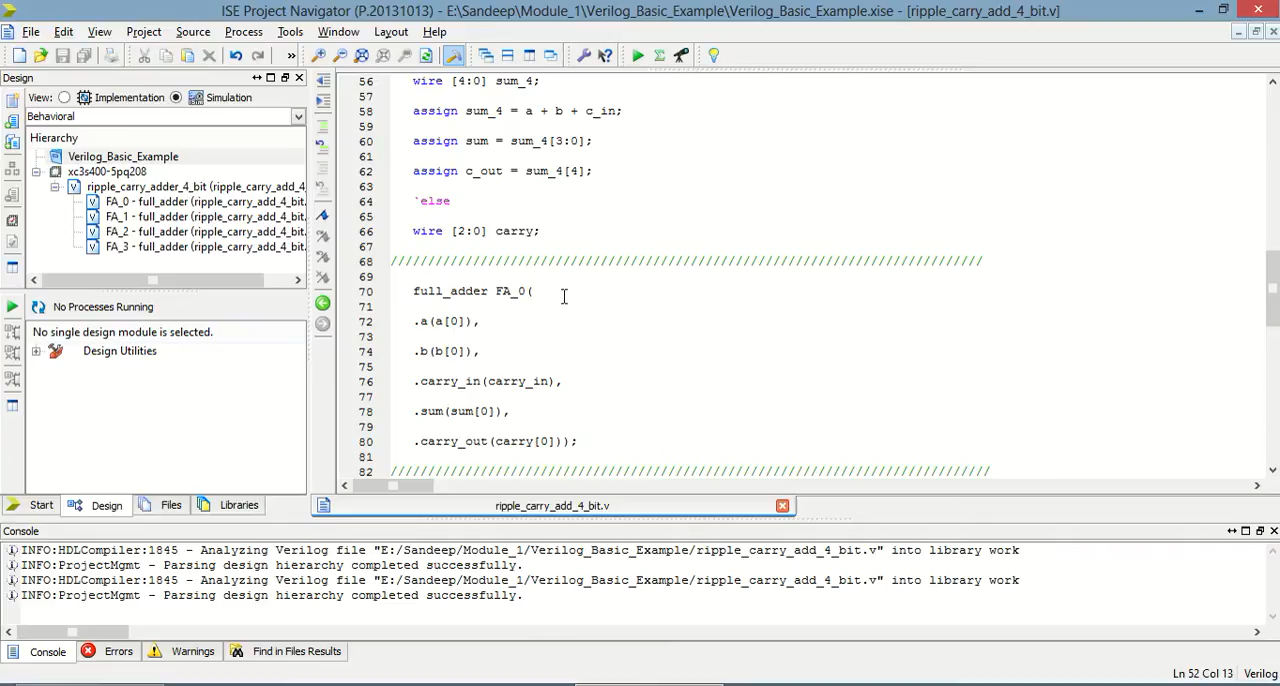 ISE Project Navigator (P.20131013) - E:\Sandeep\Module_1\Verilog_Basic_Example\Verilog_Basic_Example.xise - [ripple_carry_add_4_bit.v]
File Edit View Project Source Process Tools Window Layout Help
Design
View: Implementation Simulation
Behavioral
Hierarchy
Verilog_Basic_Example
xc3s400-5pq208
ripple_carry_adder_4_bit (ripple_carry_add_4_
FA_0 - full_adder (ripple_carry_add_4_bit.
FA_1 - full_adder (ripple_carry_add_4_bit.
FA_2 - full_adder (ripple_carry_add_4_bit.
FA_3 - full_adder (ripple_carry_add_4_bit.
No Processes Running
No single design module is selected.
Design Utilities
Start Design Files Libraries
56 wire [4:0] sum_4;
57
58 assign sum_4 = a + b + c_in;
59
60 assign sum = sum_4[3:0];
61
62 assign c_out = sum_4[4];
63
64 `else
65
66 wire [2:0] carry;
67
68 ///////////////////////////////////////////////////////////////////////////////
69
70 full_adder FA_0(
71
72 .a(a[0]),
73
74 .b(b[0]),
75
76 .carry_in(carry_in),
77
78 .sum(sum[0]),
79
80 .carry_out(carry[0]));
81
82 ////////////////////////////////////////////////////////////////////////////////
ripple_carry_add_4_bit.v
Console
INFO:HDLCompiler:1845 - Analyzing Verilog file "E:/Sandeep/Module_1/Verilog_Basic_Example/ripple_carry_add_4_bit.v" into library work
INFO:ProjectMgmt - Parsing design hierarchy completed successfully.
INFO:HDLCompiler:1845 - Analyzing Verilog file "E:/Sandeep/Module_1/Verilog_Basic_Example/ripple_carry_add_4_bit.v" into library work
INFO:ProjectMgmt - Parsing design hierarchy completed successfully.
Console Errors Warnings Find in Files Results
Ln 52 Col 13 Verilog